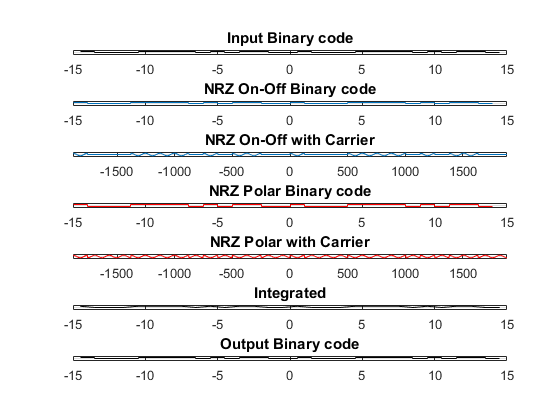 Input Binary code
-15 -10 -5 0 5 10 15
NRZ On-Off Binary code
-15 -10 -5 0 5 10 15
NRZ On-Off with Carrier
-1500 -1000 -500 0 500 1000 1500
NRZ Polar Binary code
-15 -10 -5 0 5 10 15
NRZ Polar with Carrier
-1500 -1000 -500 0 500 1000 1500
Integrated
-15 -10 -5 0 5 10 15
Output Binary code
-15 -10 -5 0 5 10 15